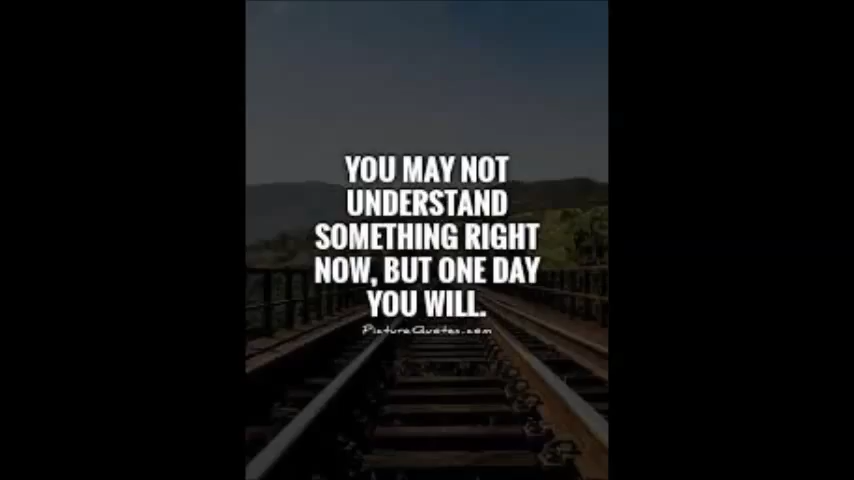 YOU MAY NOT
UNDERSTAND
SOMETHING RIGHT
NOW, BUT ONE DAY
YOU WILL.
PictureQuotes.com